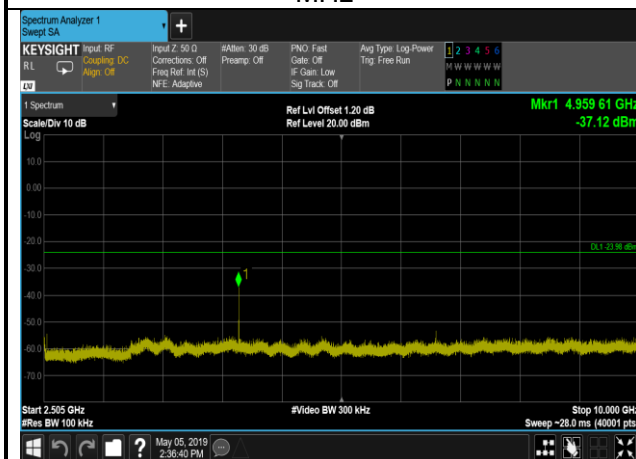 Spectrum Analyzer 1
Swept SA
+
KEYSIGHT Input: RF Input Z: 50 Ω #Atten: 30 dB PNO: Fast Avg Type: Log-Power 1 2 3 4 5 6
RL Coupling: DC Corrections: Off Preamp: Off Gate: Off Trig: Free Run M W W W W W
Align: Off Freq Ref: Int (S) IF Gain: Low
LXI NFE: Adaptive Sig Track: Off P N N N N N
1 Spectrum Ref Lvl Offset 1.20 dB Mkr1 4.959 61 GHz
Scale/Div 10 dB Ref Level 20.00 dBm -37.12 dBm
Log
10.0
0.00
-10.0
-20.0
DL1 -23.98 dBm
-30.0
1
-40.0
-50.0
-60.0
-70.0
Start 2.505 GHz #Video BW 300 kHz Stop 10.000 GHz
#Res BW 100 kHz Sweep ~28.0 ms (40001 pts)
? May 05, 2019
2:36:40 PM